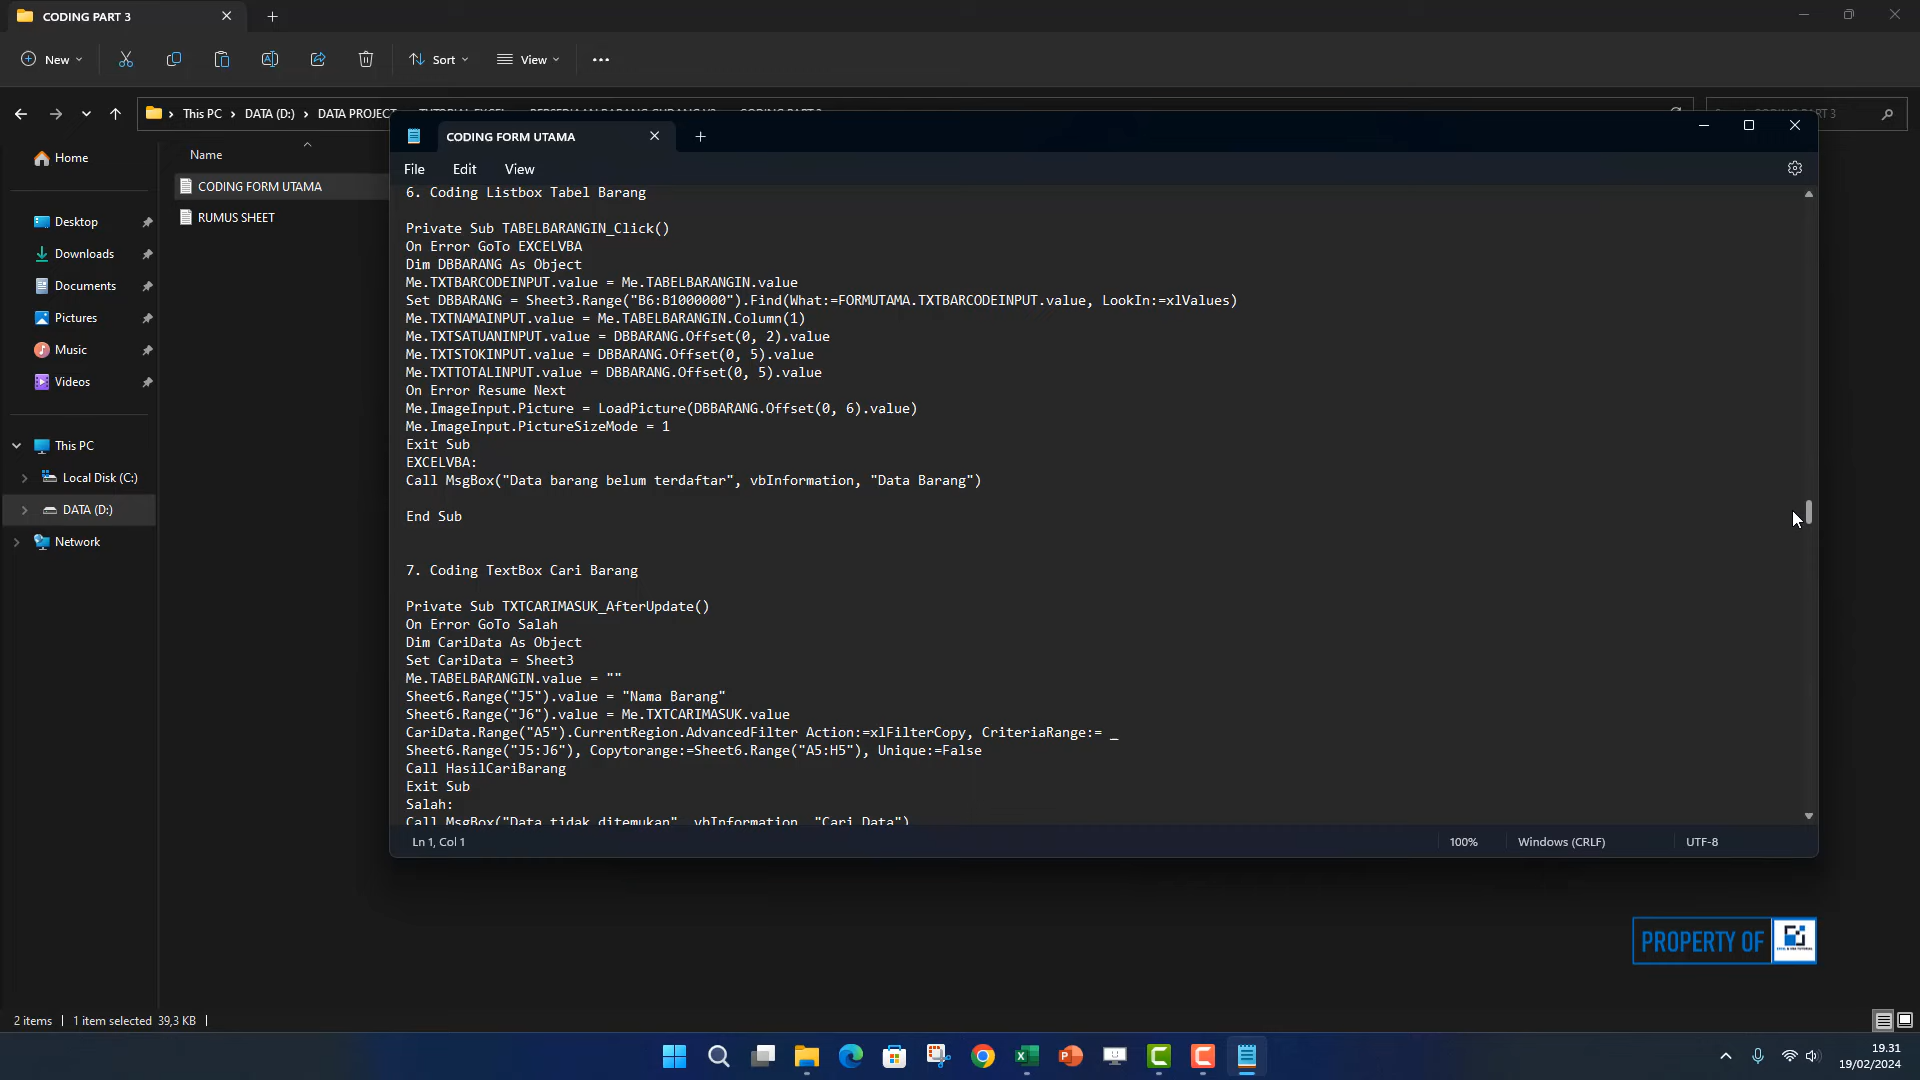 CODING PART 3
New
Sort
View
This PC
DATA (D:)
DATA PROJECT
CODING FORM UTAMA
File
Edit
View
Home
Desktop
Downloads
Documents
Pictures
Music
Videos
This PC
Local Disk (C:)
DATA (D:)
Network
Name
CODING FORM UTAMA
RUMUS SHEET
6. Coding Listbox Tabel Barang
Private Sub TABELBARANGIN_Click()
On Error GoTo EXCELVBA
Dim DBBARANG As Object
Me.TXTBARCODEINPUT.value = Me.TABELBARANGIN.value
Set DBBARANG = Sheet3.Range("B6:B1000000").Find(What:=FORMUTAMA.TXTBARCODEINPUT.value, LookIn:=xlValues)
Me.TXTNAMAINPUT.value = Me.TABELBARANGIN.Column(1)
Me.TXTSATUANINPUT.value = DBBARANG.Offset(0, 2).value
Me.TXTSTOKINPUT.value = DBBARANG.Offset(0, 5).value
Me.TXTTOTALINPUT.value = DBBARANG.Offset(0, 5).value
On Error Resume Next
Me.ImageInput.Picture = LoadPicture(DBBARANG.Offset(0, 6).value)
Me.ImageInput.PictureSizeMode = 1
Exit Sub
EXCELVBA:
Call MsgBox("Data barang belum terdaftar", vbInformation, "Data Barang")
End Sub
7. Coding TextBox Cari Barang
Private Sub TXTCARIMASUK_AfterUpdate()
On Error GoTo Salah
Dim CariData As Object
Set CariData = Sheet3
Me.TABELBARANGIN.value = ""
Sheet6.Range("J5").value = "Nama Barang"
Sheet6.Range("J6").value = Me.TXTCARIMASUK.value
CariData.Range("A5").CurrentRegion.AdvancedFilter Action:=xlFilterCopy, CriteriaRange:= _
Sheet6.Range("J5:J6"), Copytorange:=Sheet6.Range("A5:H5"), Unique:=False
Call HasilCariBarang
Exit Sub
Salah:
Call MsgBox("Data tidak ditemukan", vbInformation, "Cari Data")
Ln 1, Col 1
100%
Windows (CRLF)
UTF-8
PROPERTY OF
2 items
1 item selected 39,3 KB
19.31
19/02/2024